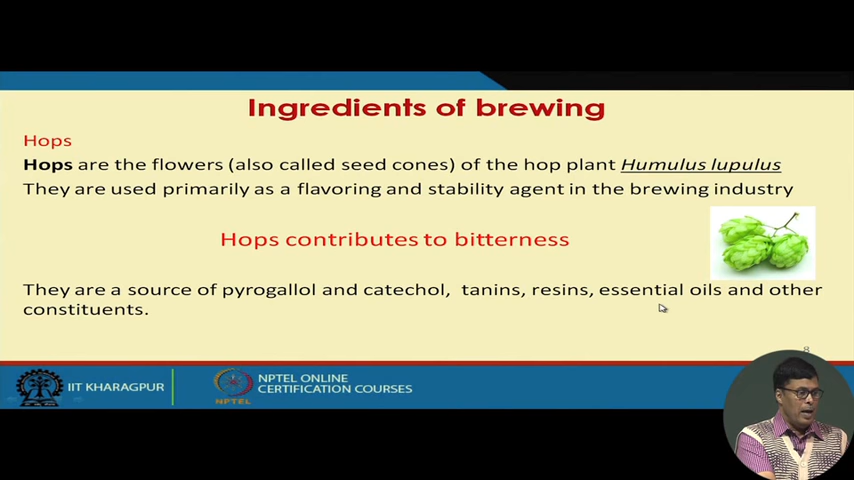 Ingredients of brewing
Hops
Hops are the flowers (also called seed cones) of the hop plant Humulus lupulus
They are used primarily as a flavoring and stability agent in the brewing industry
Hops contributes to bitterness
They are a source of pyrogallol and catechol, tanins, resins, essential oils and other
constituents.
8
IIT KHARAGPUR
NPTEL ONLINE
CERTIFICATION COURSES
NPTEL